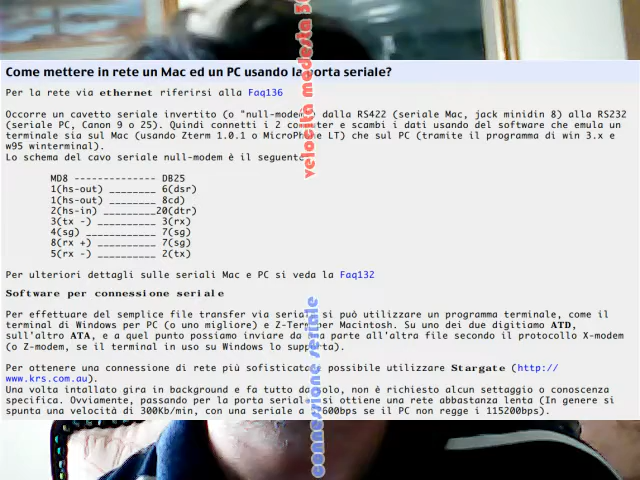 Come mettere in rete un Mac ed un PC usando la porta seriale?
Per la rete via ethernet riferirsi alla Faq136
Occorre un cavetto seriale invertito (o "null-modem") dalla RS422 (seriale Mac, jack minidin 8) alla RS232
(seriale PC, Canon 9 o 25). Quindi connetti i 2 computer e scambi i dati usando del software che emula un
terminale sia sul Mac (usando Zterm 1.0.1 o MicroPhone LT) che sul PC (tramite il programma di win 3.x e
w95 winterminal).
Lo schema del cavo seriale null-modem è il seguente
MD8 -------------- DB25
1(hs-out) ________ 6(dsr)
1(hs-out) ________ 8cd)
2(hs-in) _________20(dtr)
3(tx -) __________ 3(rx)
4(sg) ____________ 7(sg)
8(rx +) __________ 7(sg)
5(rx -) __________ 2(tx)
Per ulteriori dettagli sulle seriali Mac e PC si veda la Faq132
Software per connessione seriale
Per effettuare del semplice file transfer via seriale si può utilizzare un programma terminale, come il
terminal di Windows per PC (o uno migliore) e Z-Term per Macintosh. Su uno dei due digitiamo ATD,
sull'altro ATA, e a quel punto possiamo inviare da una parte all'altra file secondo il protocollo X-modem
(o Z-modem, se il terminal in uso su Windows lo supporta).
Per ottenere una connessione di rete più sofisticata è possibile utilizzare Stargate (http://
www.krs.com.au).
Una volta intallato gira in background e fa tutto da solo, non è richiesto alcun settaggio o conoscenza
specifica. Ovviamente, passando per la porta seriale si ottiene una rete abbastanza lenta (In genere si
spunta una velocità di 300Kb/min, con una seriale a 600bps se il PC non regge i 115200bps).
velocità modesta
connessione seriale